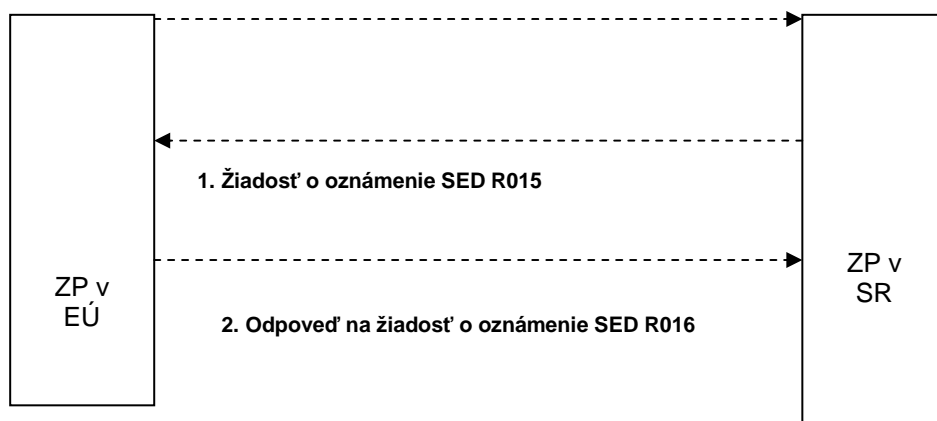 1. Žiadosť o oznámenie SED R015
ZP v
EÚ
ZP v
SR
2. Odpoveď na žiadosť o oznámenie SED R016